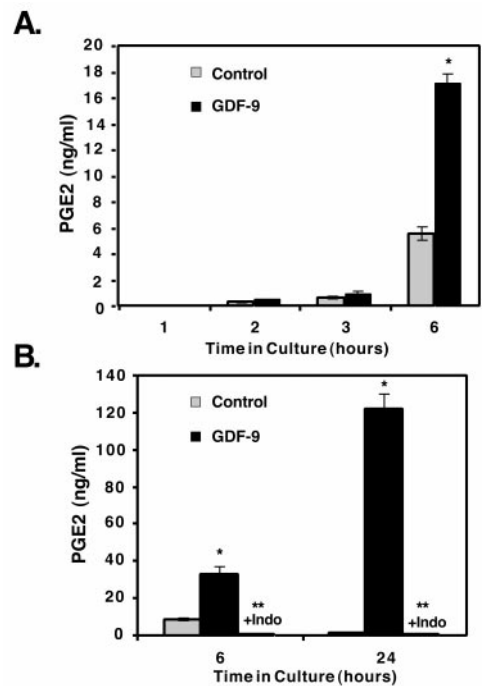 A.
20
18
16
14
12
10
8
6
4
2
0
PGE2 (ng/ml)
Control
GDF-9
*
1 2 3 6
Time in Culture (hours)
B.
140
120
100
80
60
40
20
0
PGE2 (ng/ml)
Control
GDF-9
*
*
**
+Indo
**
+Indo
6 24
Time in Culture (hours)